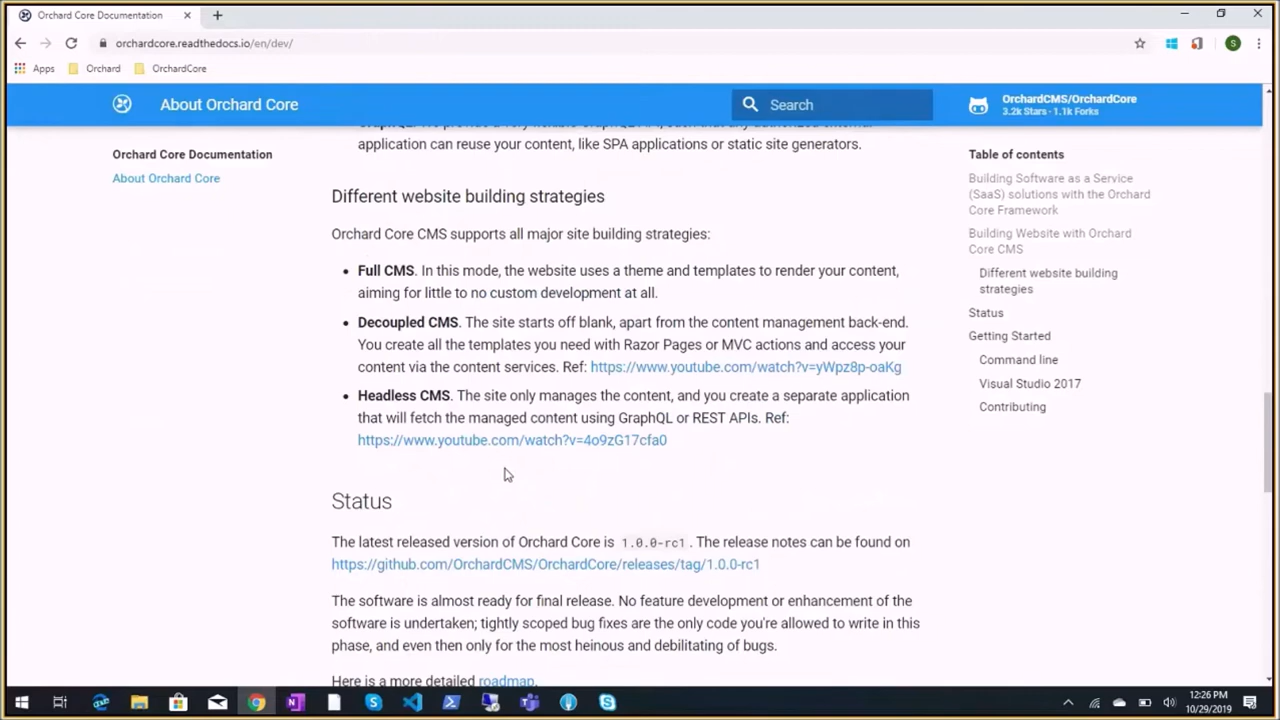 Orchard Core Documentation
orchardcore.readthedocs.io/en/dev/
S
Apps
Orchard
OrchardCore
About Orchard Core
Search
OrchardCMS/OrchardCore
3.2k Stars · 1.1k Forks
Orchard Core Documentation
About Orchard Core
application can reuse your content, like SPA applications or static site generators.
Different website building strategies
Orchard Core CMS supports all major site building strategies:
Full CMS. In this mode, the website uses a theme and templates to render your content,
aiming for little to no custom development at all.
Decoupled CMS. The site starts off blank, apart from the content management back-end.
You create all the templates you need with Razor Pages or MVC actions and access your
content via the content services. Ref: https://www.youtube.com/watch?v=yWpz8p-oaKg
Headless CMS. The site only manages the content, and you create a separate application
that will fetch the managed content using GraphQL or REST APIs. Ref:
https://www.youtube.com/watch?v=4o9zG17cfa0
Status
The latest released version of Orchard Core is 1.0.0-rc1. The release notes can be found on
https://github.com/OrchardCMS/OrchardCore/releases/tag/1.0.0-rc1
The software is almost ready for final release. No feature development or enhancement of the
software is undertaken; tightly scoped bug fixes are the only code you're allowed to write in this
phase, and even then only for the most heinous and debilitating of bugs.
Here is a more detailed roadmap.
Table of contents
Building Software as a Service
(SaaS) solutions with the Orchard
Core Framework
Building Website with Orchard
Core CMS
Different website building
strategies
Status
Getting Started
Command line
Visual Studio 2017
Contributing
12:26 PM
10/29/2019